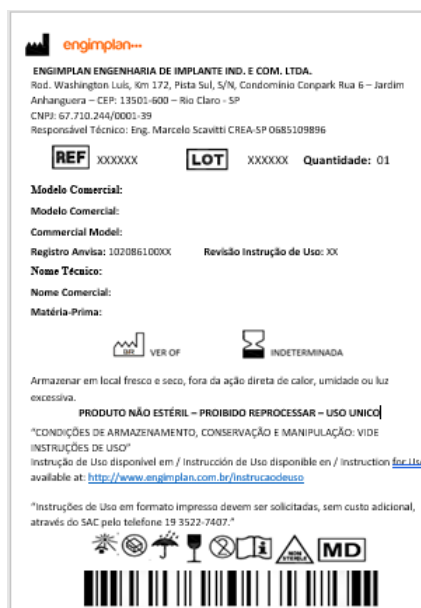 engimplan
ENGIMPLAN ENGENHARIA DE IMPLANTE IND. E COM. LTDA.
Rod. Washington Luís, Km 172, Pista Sul, S/N, Condomínio Conpark Rua 6 – Jardim
Anhanguera – CEP: 13501-600 – Rio Claro - SP
CNPJ: 67.710.244/0001-39
Responsável Técnico: Eng. Marcelo Scavitti CREA-SP 0685109896
REF XXXXXX LOT XXXXXX Quantidade: 01
Modelo Comercial:
Modelo Comercial:
Commercial Model:
Registro Anvisa: 102086100XX Revisão Instrução de Uso: XX
Nome Técnico:
Nome Comercial:
Matéria-Prima:
BR VER OF INDETERMINADA
Armazenar em local fresco e seco, fora da ação direta de calor, umidade ou luz
excessiva.
PRODUTO NÃO ESTÉRIL – PROIBIDO REPROCESSAR – USO UNICO
"CONDIÇÕES DE ARMAZENAMENTO, CONSERVAÇÃO E MANIPULAÇÃO: VIDE
INSTRUÇÕES DE USO"
Instrução de Uso disponível em / Instrucción de Uso disponible en / Instruction for Us
available at: http://www.engimplan.com.br/instrucaodeuso
"Instruções de Uso em formato impresso devem ser solicitadas, sem custo adicional,
através do SAC pelo telefone 19 3522-7407."
2 i NON STERILE MD